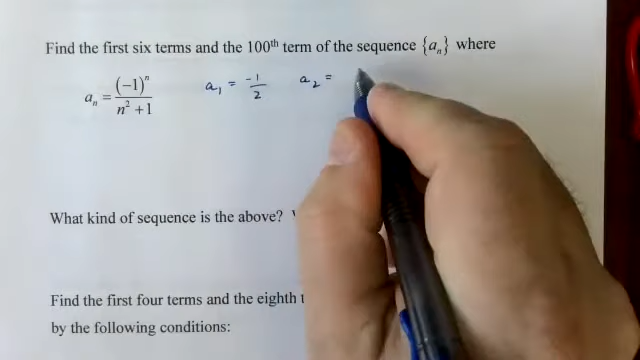 Find the first six terms and the 100th term of the sequence {aₙ} where
aₙ = (−1)ⁿ / (n² + 1)   a₁ = −1/2   a₂ =
What kind of sequence is the above?
Find the first four terms and the eighth
by the following conditions: